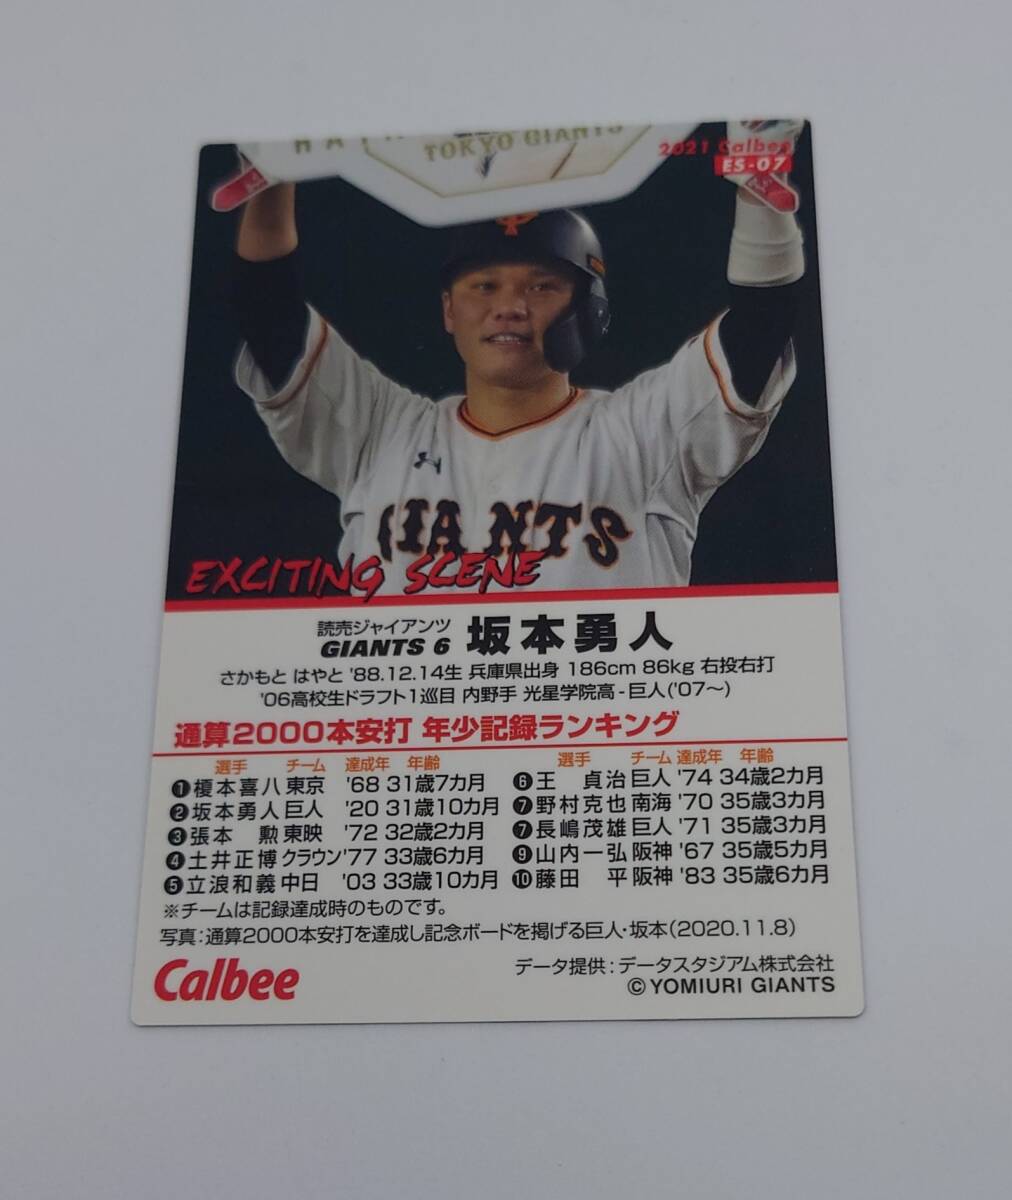 TOKYO GIANTS
2021 Calbee
ES-07
GIANTS
EXCITING SCENE
読売ジャイアンツ
GIANTS 6 坂本勇人
さかもと はやと '88.12.14生 兵庫県出身 186cm 86kg 右投右打
'06高校生ドラフト1巡目 内野手 光星学院高-巨人('07〜)
通算2000本安打 年少記録ランキング
選手 チーム 達成年 年齢
❶榎本喜八 東京 '68 31歳7カ月
❷坂本勇人 巨人 '20 31歳10カ月
❸張本 勲 東映 '72 32歳2カ月
❹土井正博 クラウン '77 33歳6カ月
❺立浪和義 中日 '03 33歳10カ月
選手 チーム 達成年 年齢
❻王 貞治 巨人 '74 34歳2カ月
❼野村克也 南海 '70 35歳3カ月
❼長嶋茂雄 巨人 '71 35歳3カ月
❾山内一弘 阪神 '67 35歳5カ月
❿藤田 平 阪神 '83 35歳6カ月
※チームは記録達成時のものです。
写真:通算2000本安打を達成し記念ボードを掲げる巨人・坂本(2020.11.8)
Calbee
データ提供:データスタジアム株式会社
©YOMIURI GIANTS